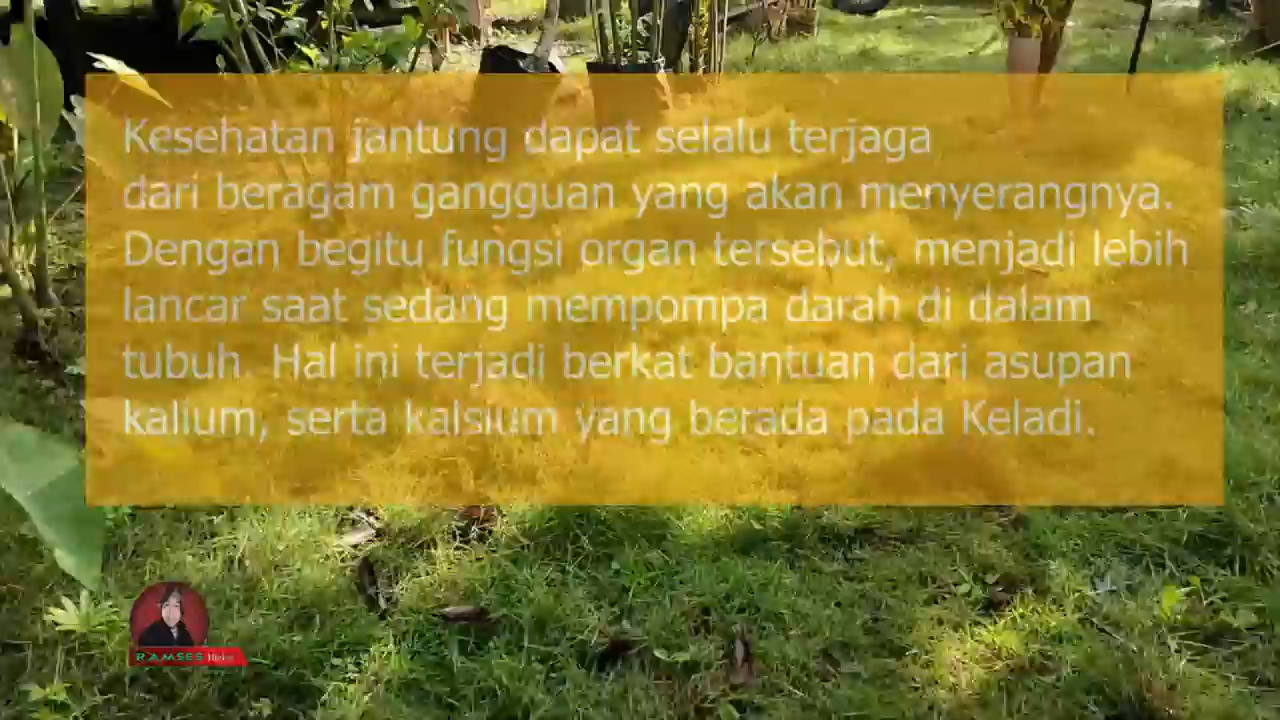 Kesehatan jantung dapat selalu terjaga
dari beragam gangguan yang akan menyerangnya.
Dengan begitu fungsi organ tersebut, menjadi lebih
lancar saat sedang mempompa darah di dalam
tubuh. Hal ini terjadi berkat bantuan dari asupan
kalium, serta kalsium yang berada pada Keladi.
RAMSES